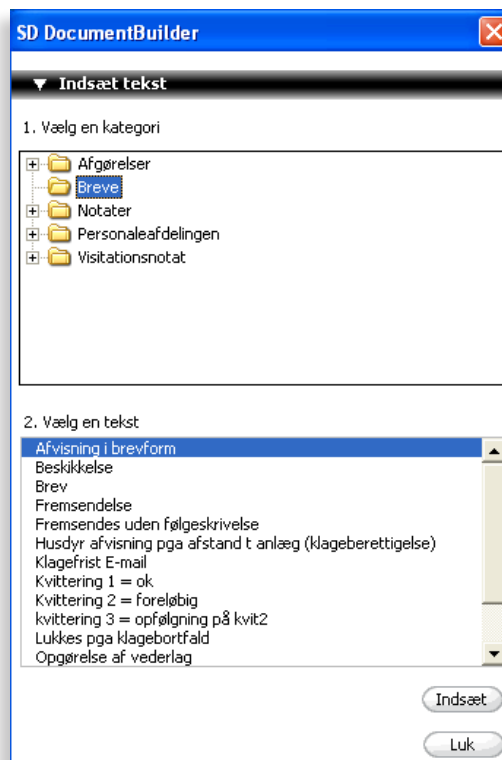 SD DocumentBuilder
Indsæt tekst
1. Vælg en kategori
Afgørelser
Breve
Notater
Personaleafdelingen
Visitationsnotat
2. Vælg en tekst
Afvisning i brevform
Beskikkelse
Brev
Fremsendelse
Fremsendes uden følgeskrivelse
Husdyr afvisning pga afstand t anlæg (klageberettigelse)
Klagefrist E-mail
Kvittering 1 = ok
Kvittering 2 = foreløbig
kvittering 3 = opfølgning på kvit2
Lukkes pga klagebortfald
Opgørelse af vederlag
Indsæt
Luk